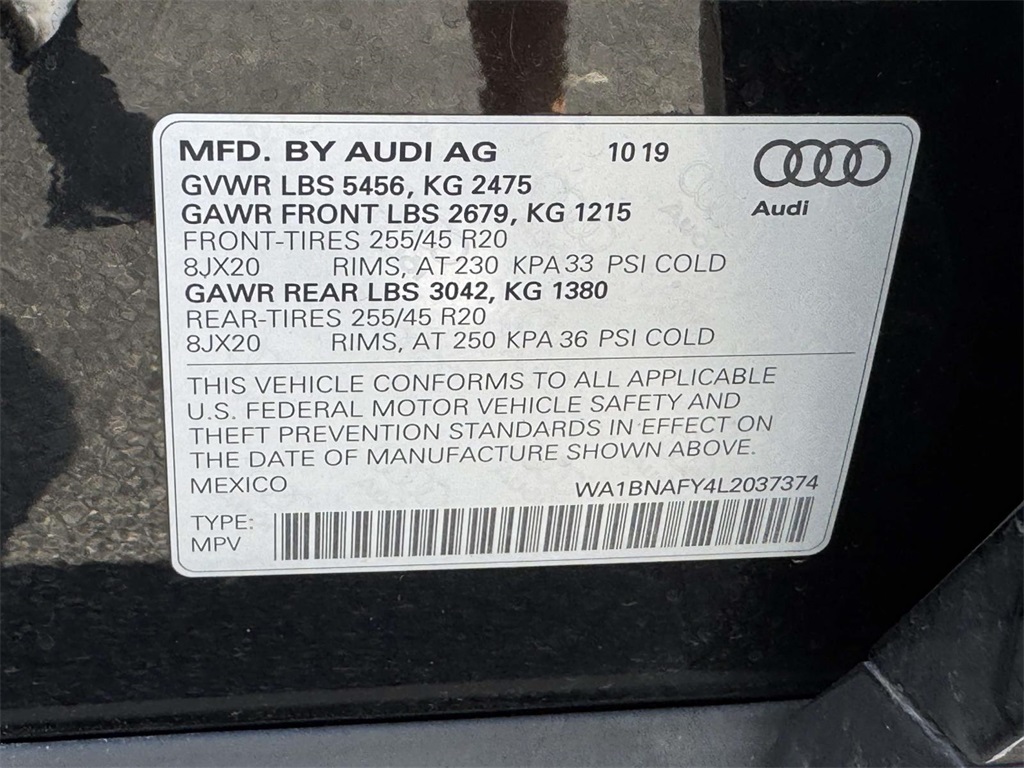 MFD. BY AUDI AG 10 19
Audi
GVWR LBS 5456, KG 2475
GAWR FRONT LBS 2679, KG 1215
FRONT-TIRES 255/45 R20
8JX20 RIMS, AT 230 KPA 33 PSI COLD
GAWR REAR LBS 3042, KG 1380
REAR-TIRES 255/45 R20
8JX20 RIMS, AT 250 KPA 36 PSI COLD
THIS VEHICLE CONFORMS TO ALL APPLICABLE
U.S. FEDERAL MOTOR VEHICLE SAFETY AND
THEFT PREVENTION STANDARDS IN EFFECT ON
THE DATE OF MANUFACTURE SHOWN ABOVE.
MEXICO WA1BNAFY4L2037374
TYPE:
MPV